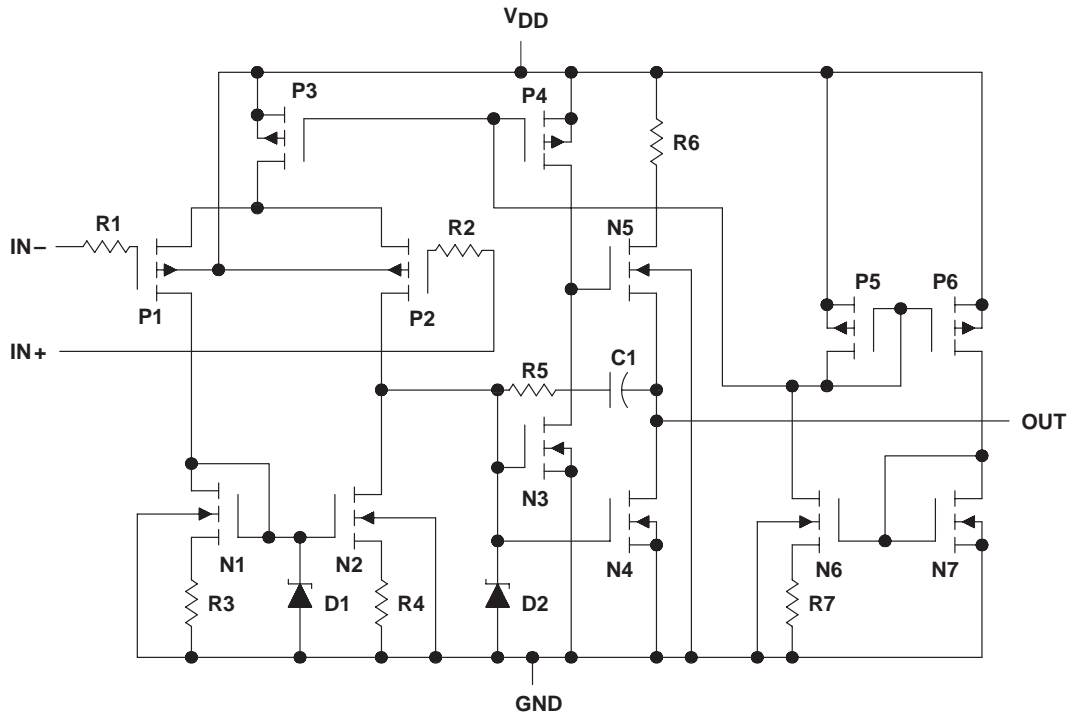 VDD
P3
P4
R6
R1
R2
N5
IN−
P1
P2
P5
P6
IN+
R5
C1
OUT
N3
N1
N2
N4
N6
N7
R3
D1
R4
D2
R7
GND